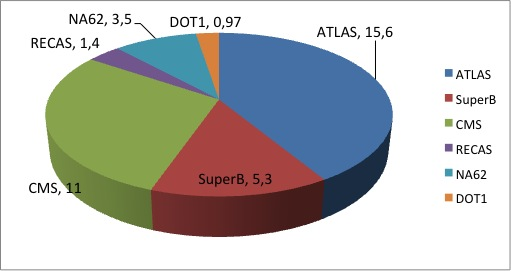 NA62, 3,5
DOT1, 0,97
ATLAS, 15,6
RECAS, 1,4
CMS, 11
SuperB, 5,3
ATLAS
SuperB
CMS
RECAS
NA62
DOT1